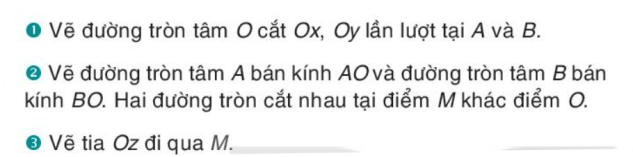 ❶ Vẽ đường tròn tâm O cắt Ox, Oy lần lượt tại A và B.
❷ Vẽ đường tròn tâm A bán kính AO và đường tròn tâm B bán
kính BO. Hai đường tròn cắt nhau tại điểm M khác điểm O.
❸ Vẽ tia Oz đi qua M.